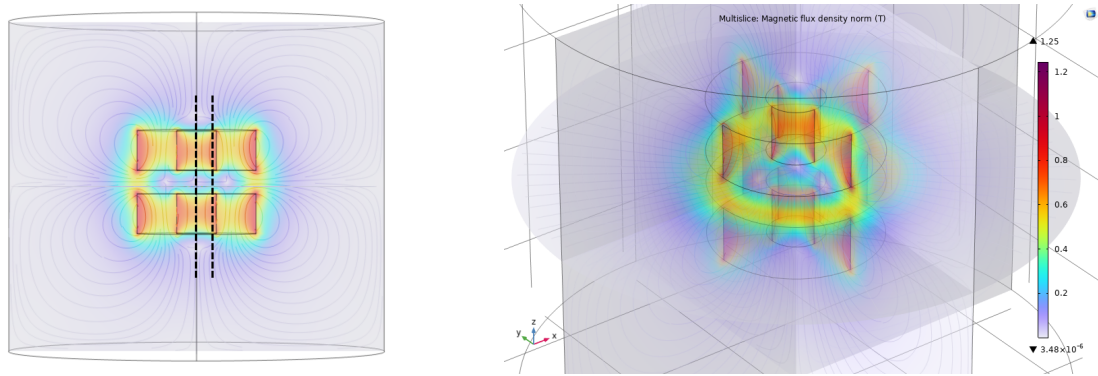 Multislice: Magnetic flux density norm (T)
1.25
1.2
1
0.8
0.6
0.4
0.2
3.48×10⁻⁶
z
y
x